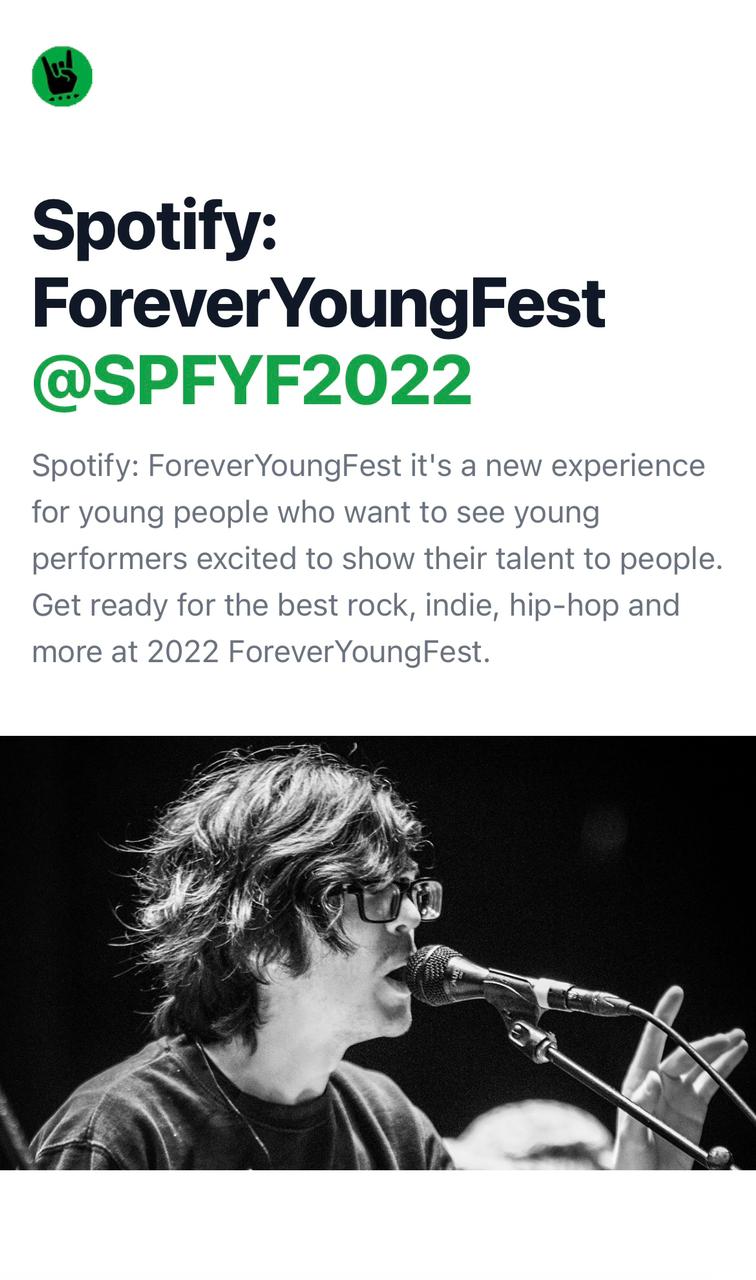 Spotify:
ForeverYoungFest
@SPFYF2022
Spotify: ForeverYoungFest it's a new experience
for young people who want to see young
performers excited to show their talent to people.
Get ready for the best rock, indie, hip-hop and
more at 2022 ForeverYoungFest.